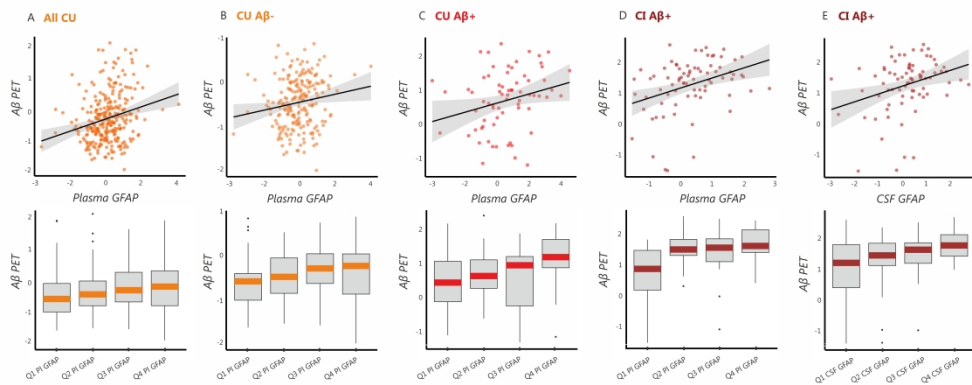 A All CU
Aβ PET
2
1
0
-1
-2
-3 -2 0 2 4
Plasma GFAP
B CU Aβ-
Aβ PET
-1
1
0
-1
-2
-3 -2 0 2 4
Plasma GFAP
C CU Aβ+
Aβ PET
2
1
0
1
-4 -2 0 2 4
Plasma GFAP
D CI Aβ+
Aβ PET
2
1
0
-1
-1 0 1 2 3
Plasma GFAP
E CI Aβ+
Aβ PET
2
1
0
-1
-3 -2 -1 0 1 2 3
CSF GFAP
Aβ PET
2
1
0
-1
-2
Q1 Pl GFAP
Q2 Pl GFAP
Q3 Pl GFAP
Q4 Pl GFAP
Aβ PET
1
0
-1
-2
Q1 Pl GFAP
Q2 Pl GFAP
Q3 Pl GFAP
Q4 Pl GFAP
Aβ PET
2
1
0
-1
Q1 Pl GFAP
Q2 Pl GFAP
Q3 Pl GFAP
Q4 Pl GFAP
Aβ PET
2
1
0
-1
Q1 Pl GFAP
Q2 Pl GFAP
Q3 Pl GFAP
Q4 Pl GFAP
Aβ PET
2
1
0
-1
Q1 CSF GFAP
Q2 CSF GFAP
Q3 CSF GFAP
Q4 CSF GFAP